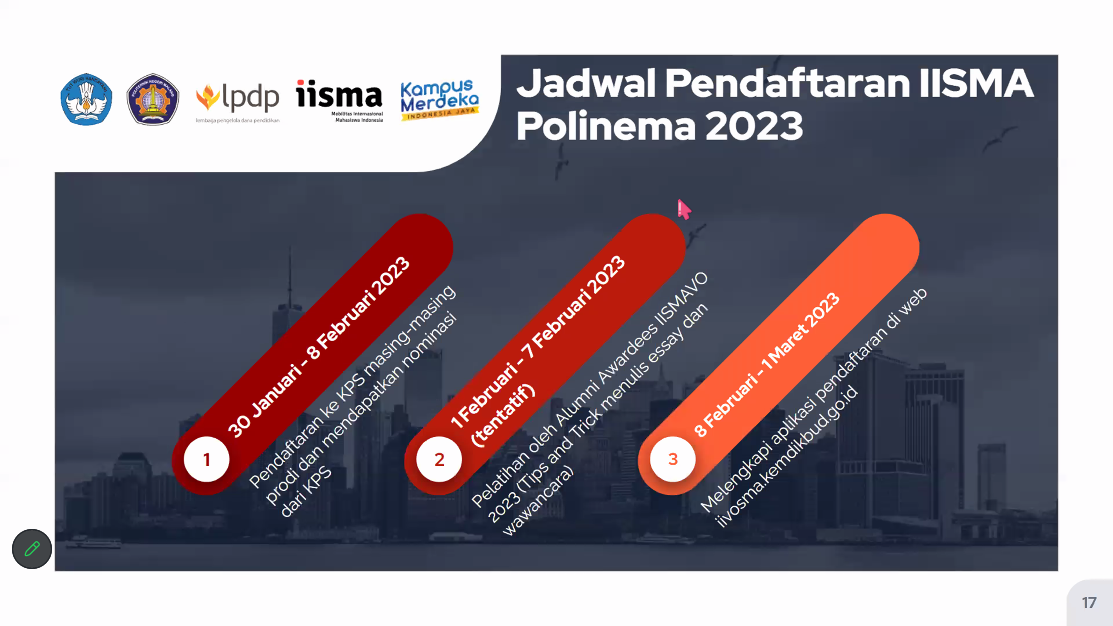 lpdp
lembaga pengelola dana pendidikan
iisma
Mobilitas Internasional
Mahasiswa Indonesia
Kampus
Merdeka
INDONESIA JAYA
Jadwal Pendaftaran IISMA
Polinema 2023
1
30 Januari - 8 Februari 2023
Pendaftaran ke KPS masing-masing
prodi dan mendapatkan nominasi
dari KPS
2
1 Februari - 7 Februari 2023
(tentatif)
Pelatihan oleh Alumni Awardees IISMAVO
2023 (Tips and Trick menulis essay dan
wawancara)
3
8 Februari - 1 Maret 2023
Melengkapi aplikasi pendaftaran di web
iivosma.kemdikbud.go.id
17